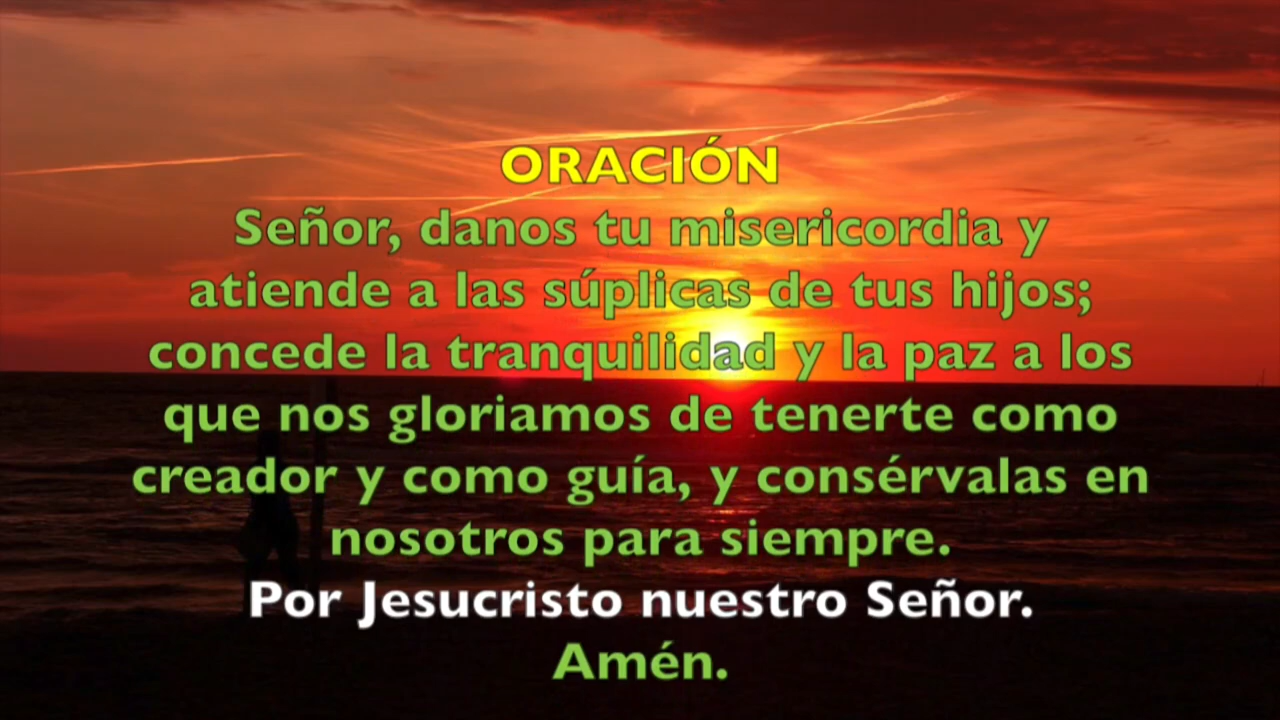 ORACIÓN
Señor, danos tu misericordia y
atiende a las súplicas de tus hijos;
concede la tranquilidad y la paz a los
que nos gloriamos de tenerte como
creador y como guía, y consérvalas en
nosotros para siempre.
Por Jesucristo nuestro Señor.
Amén.